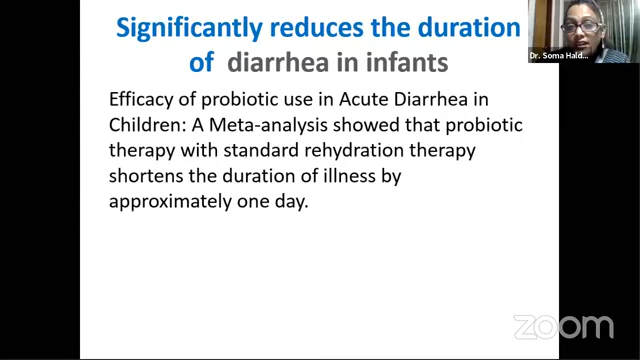 Significantly reduces the duration
of diarrhea in infants
Dr. Soma Hald...
Efficacy of probiotic use in Acute Diarrhea in
Children: A Meta-analysis showed that probiotic
therapy with standard rehydration therapy
shortens the duration of illness by
approximately one day.
zoom